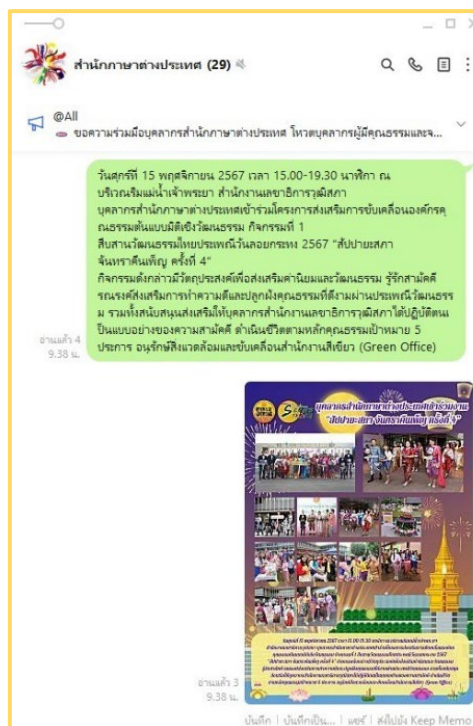 สำนักภาษาต่างประเทศ (29)
@All
ขอความร่วมมือบุคลากรสำนักภาษาต่างประเทศ โหวตบุคลากรผู้มีคุณธรรมและจ...
วันศุกร์ที่ 15 พฤศจิกายน 2567 เวลา 15.00-19.30 นาฬิกา ณ
บริเวณริมแม่น้ำเจ้าพระยา สำนักงานเลขาธิการวุฒิสภา
บุคลากรสำนักภาษาต่างประเทศเข้าร่วมโครงการส่งเสริมการขับเคลื่อนองค์กรคุ
ณธรรมต้นแบบมิติเชิงวัฒนธรรม กิจกรรมที่ 1
สืบสานวัฒนธรรมไทยประเพณีวันลอยกระทง 2567 "สัปปายะสภา
จันทราคืนเพ็ญ ครั้งที่ 4"
กิจกรรมดังกล่าวมีวัตถุประสงค์เพื่อส่งเสริมค่านิยมและวัฒนธรรม รู้รักสามัคคี
รณรงค์ส่งเสริมการทำความดีและปลูกฝังคุณธรรมที่ดีงามผ่านประเพณีวัฒนธรร
ม รวมทั้งสนับสนุนส่งเสริมให้บุคลากรสำนักงานเลขาธิการวุฒิสภาได้ปฏิบัติตนเ
ป็นแบบอย่างของความสามัคคี ดำเนินชีวิตตามหลักคุณธรรมเป้าหมาย 5
ประการ อนุรักษ์สิ่งแวดล้อมและขับเคลื่อนสำนักงานสีเขียว (Green Office)
อ่านแล้ว 4
9.38 น.
บุคลากรสำนักภาษาต่างประเทศเข้าร่วมงาน
"สัปปายะสภา จันทราคืนเพ็ญ ครั้งที่ 4"
อ่านแล้ว 3
9.38 น.
บันทึก | บันทึกเป็น... | แชร์ | ส่งไปยัง Keep Memo